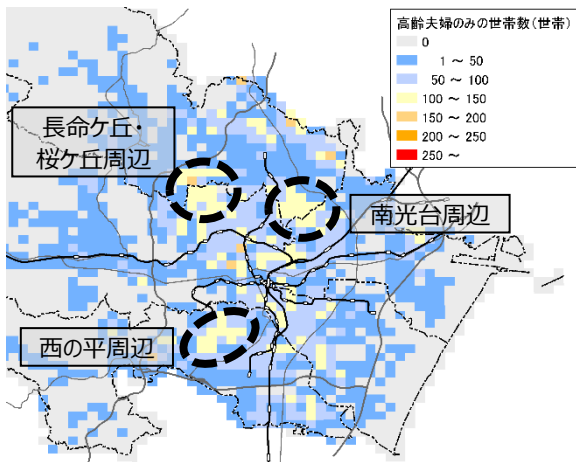 高齢夫婦のみの世帯数(世帯)
0
1 ～ 50
50 ～ 100
100 ～ 150
150 ～ 200
200 ～ 250
250 ～
長命ケ丘・
桜ケ丘周辺
南光台周辺
西の平周辺